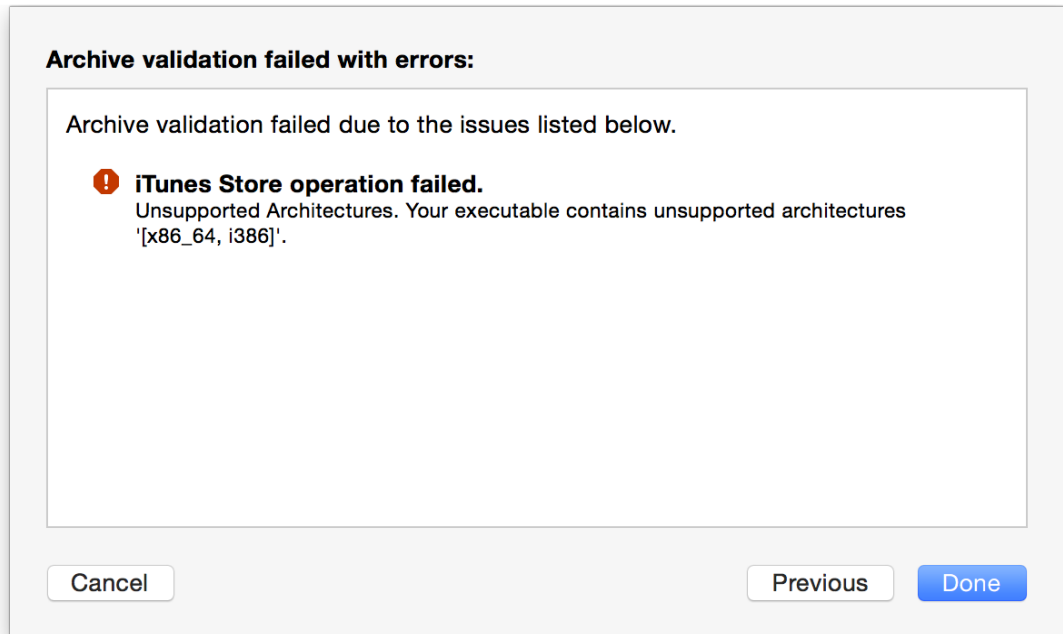 Archive validation failed with errors:
Archive validation failed due to the issues listed below.
iTunes Store operation failed.
Unsupported Architectures. Your executable contains unsupported architectures
'[x86_64, i386]'.
Cancel
Previous
Done